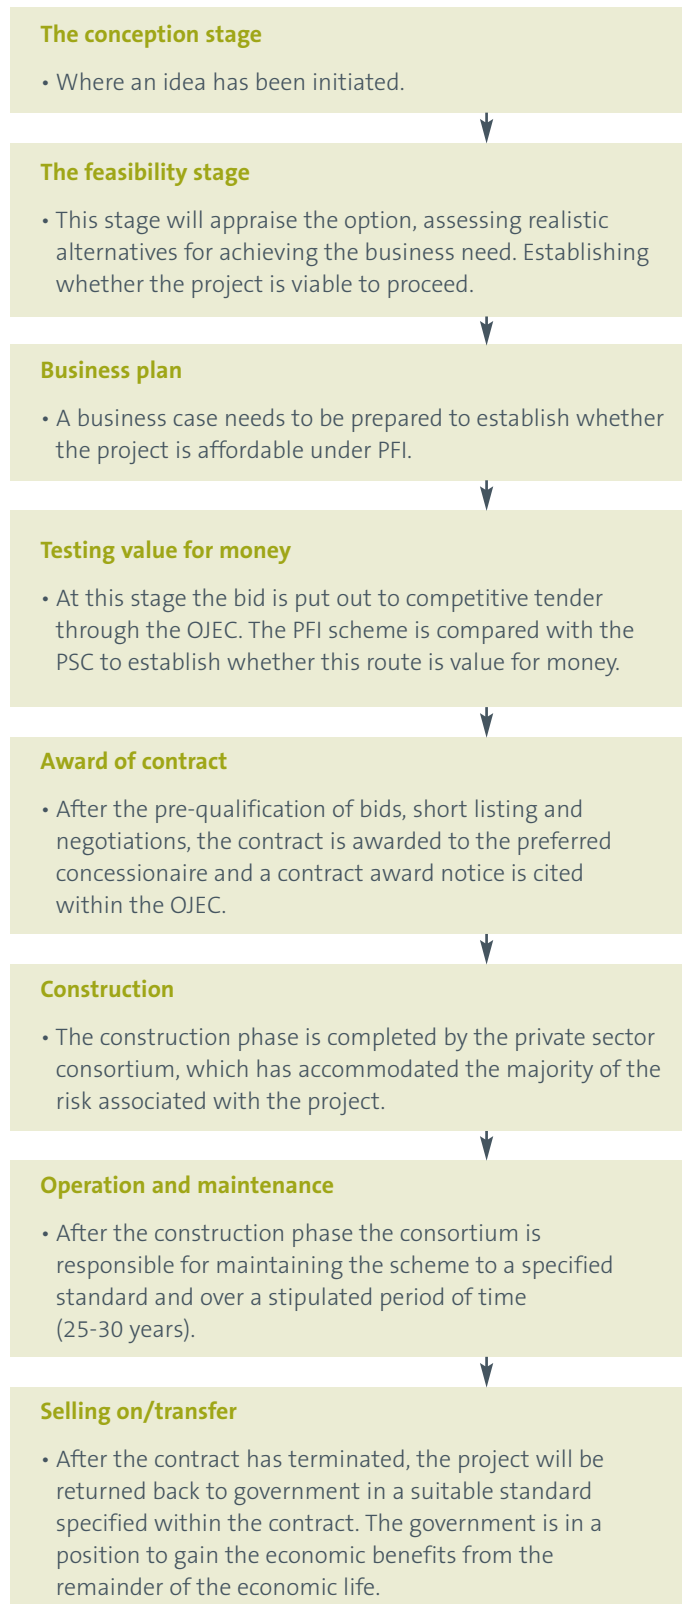 The conception stage
• Where an idea has been initiated.
The feasibility stage
• This stage will appraise the option, assessing realistic
alternatives for achieving the business need. Establishing
whether the project is viable to proceed.
Business plan
• A business case needs to be prepared to establish whether
the project is affordable under PFI.
Testing value for money
• At this stage the bid is put out to competitive tender
through the OJEC. The PFI scheme is compared with the
PSC to establish whether this route is value for money.
Award of contract
• After the pre-qualification of bids, short listing and
negotiations, the contract is awarded to the preferred
concessionaire and a contract award notice is cited
within the OJEC.
Construction
• The construction phase is completed by the private sector
consortium, which has accommodated the majority of the
risk associated with the project.
Operation and maintenance
• After the construction phase the consortium is
responsible for maintaining the scheme to a specified
standard and over a stipulated period of time
(25-30 years).
Selling on/transfer
• After the contract has terminated, the project will be
returned back to government in a suitable standard
specified within the contract. The government is in a
position to gain the economic benefits from the
remainder of the economic life.